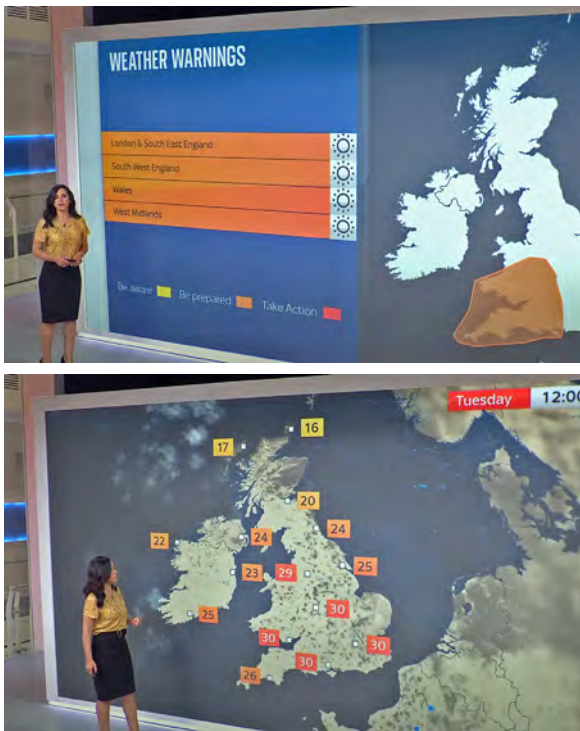 WEATHER WARNINGS
London & South East England
South West England
Wales
West Midlands
Be aware Be prepared Take Action
Tuesday 12:00
16
17
20
22
24
24
23
29
25
25
30
30
30
30
26